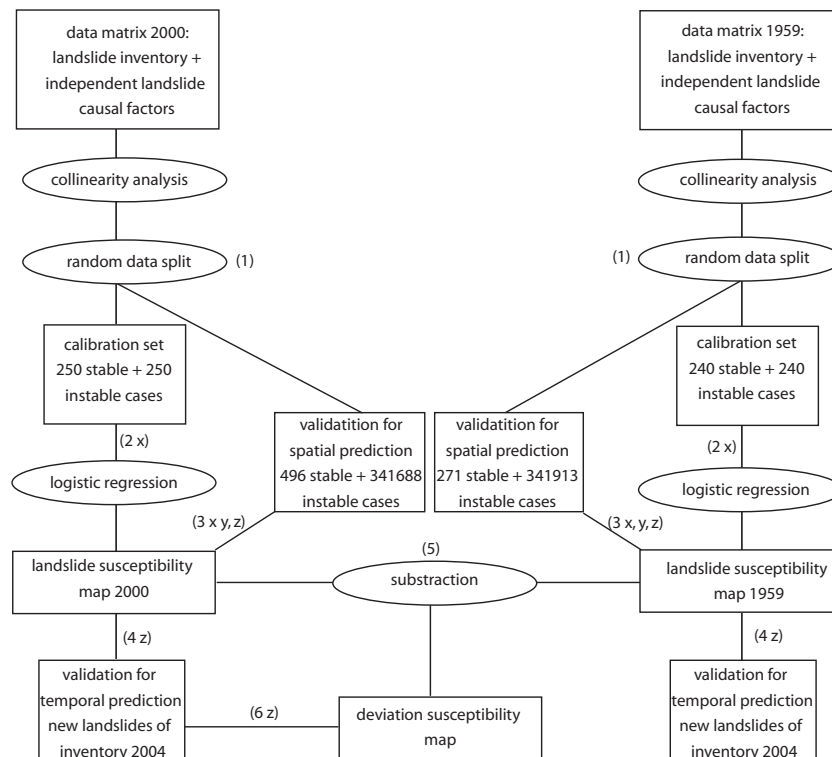 data matrix 2000:
landslide inventory +
independent landslide
causal factors
data matrix 1959:
landslide inventory +
independent landslide
causal factors
collinearity analysis
collinearity analysis
random data split
(1)
(1)
random data split
calibration set
250 stable + 250
instable cases
calibration set
240 stable + 240
instable cases
(2 x)
validatition for
spatial prediction
496 stable + 341688
instable cases
validation for
spatial prediction
271 stable + 341913
instable cases
(2 x)
logistic regression
logistic regression
(3 x y, z)
(3 x, y, z)
landslide susceptibility
map 2000
(5)
substraction
landslide susceptibility
map 1959
(4 z)
(4 z)
validation for
temporal prediction
new landslides of
inventory 2004
(6 z)
deviation susceptibility
map
validation for
temporal prediction
new landslides of
inventory 2004